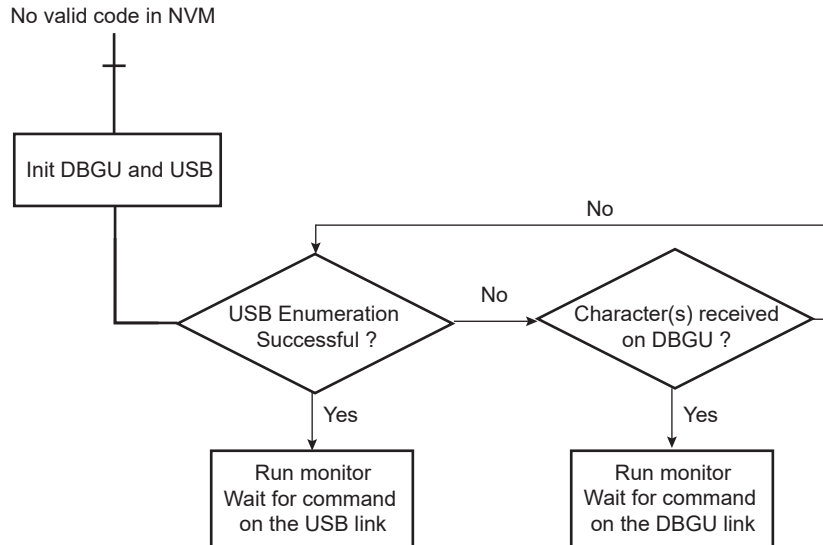 No valid code in NVM
Init DBGU and USB
No
USB Enumeration
Successful ?
No
Character(s) received
on DBGU ?
Yes
Yes
Run monitor
Wait for command
on the USB link
Run monitor
Wait for command
on the DBGU link